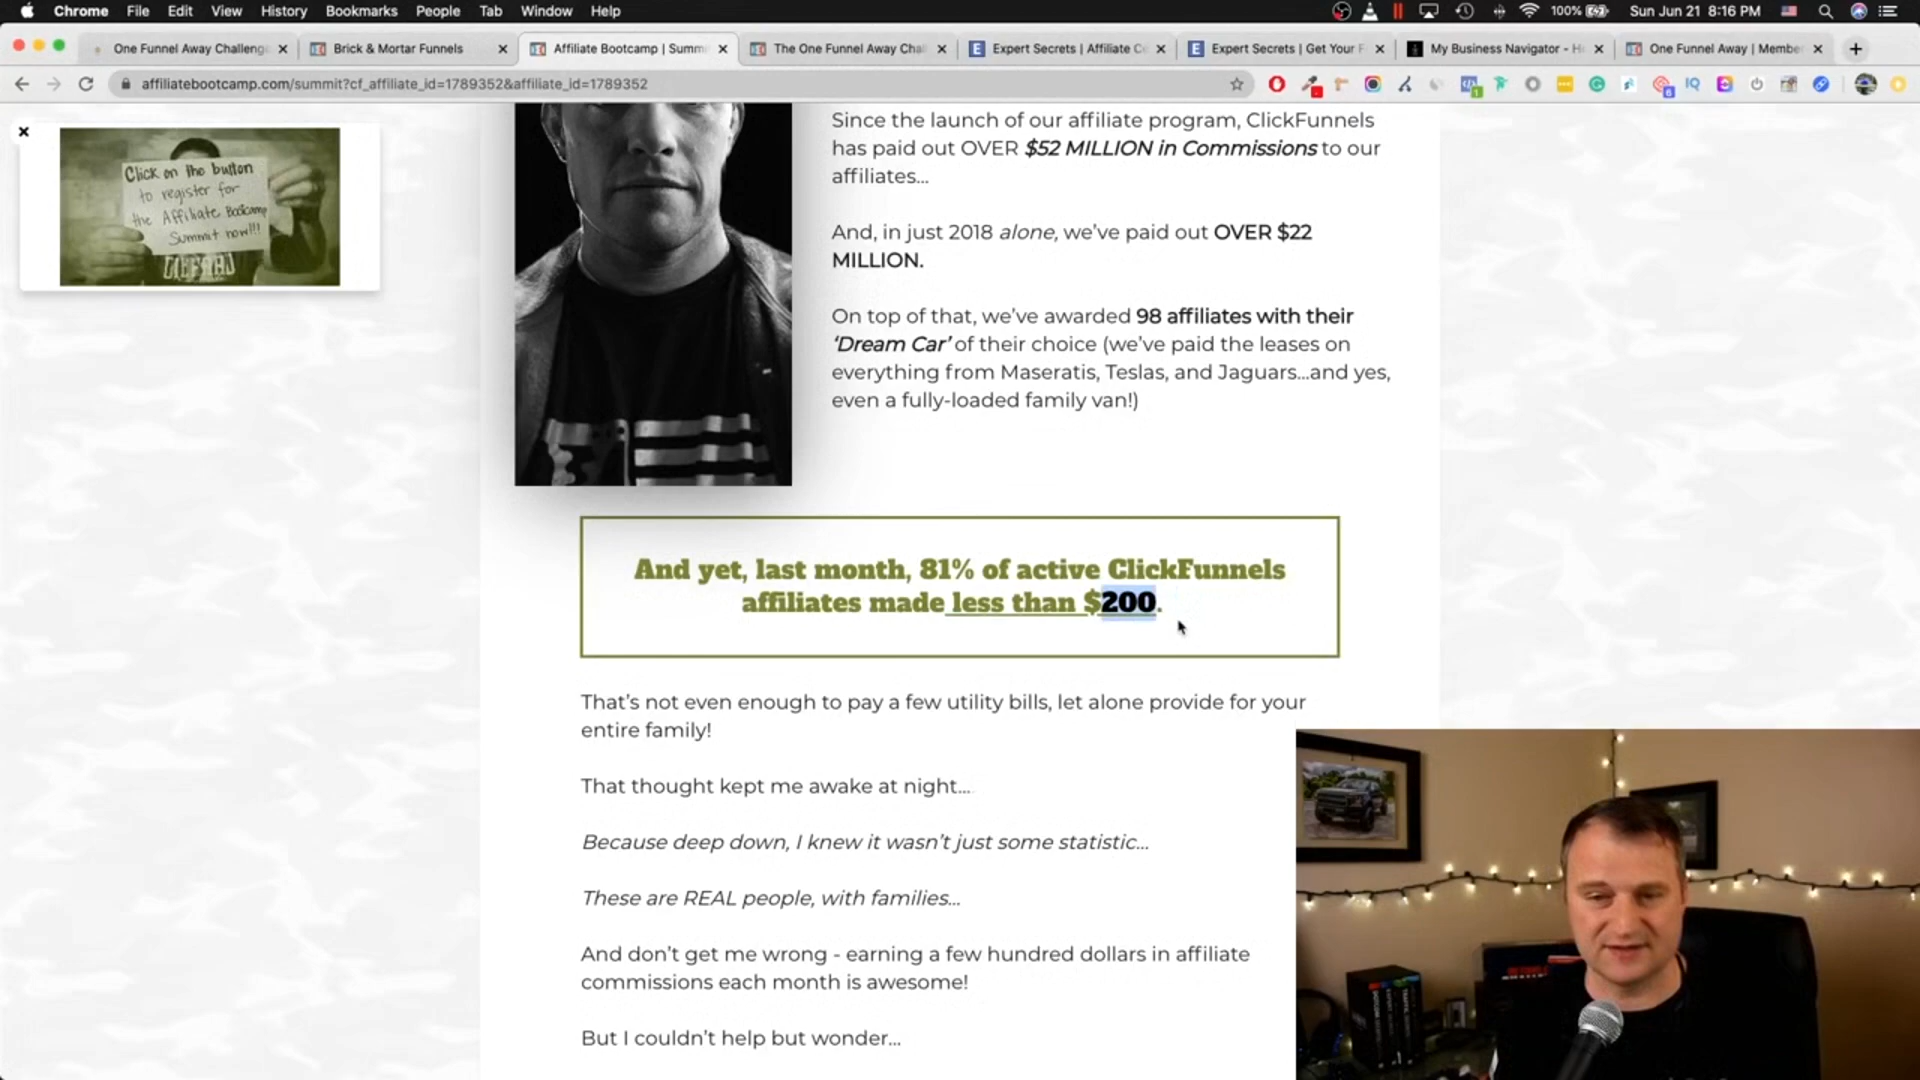 Chrome File Edit View History Bookmarks People Tab Window Help 100% Sun Jun 21 8:16 PM
One Funnel Away Challeng
Brick & Mortar Funnels
Affiliate Bootcamp | Summ
The One Funnel Away Chal
Expert Secrets | Affiliate Ce
Expert Secrets | Get Your F
My Business Navigator - H
One Funnel Away | Membe
affiliatebootcamp.com/summit?cf_affiliate_id=1789352&affiliate_id=1789352
Click on the button
to register for
the Affiliate Bootcamp
Summit now!!!
Since the launch of our affiliate program, ClickFunnels
has paid out OVER $52 MILLION in Commissions to our
affiliates...
And, in just 2018 alone, we've paid out OVER $22
MILLION.
On top of that, we've awarded 98 affiliates with their
'Dream Car' of their choice (we've paid the leases on
everything from Maseratis, Teslas, and Jaguars...and yes,
even a fully-loaded family van!)
And yet, last month, 81% of active ClickFunnels
affiliates made less than $200.
That's not even enough to pay a few utility bills, let alone provide for your
entire family!
That thought kept me awake at night...
Because deep down, I knew it wasn't just some statistic...
These are REAL people, with families...
And don't get me wrong - earning a few hundred dollars in affiliate
commissions each month is awesome!
But I couldn't help but wonder...